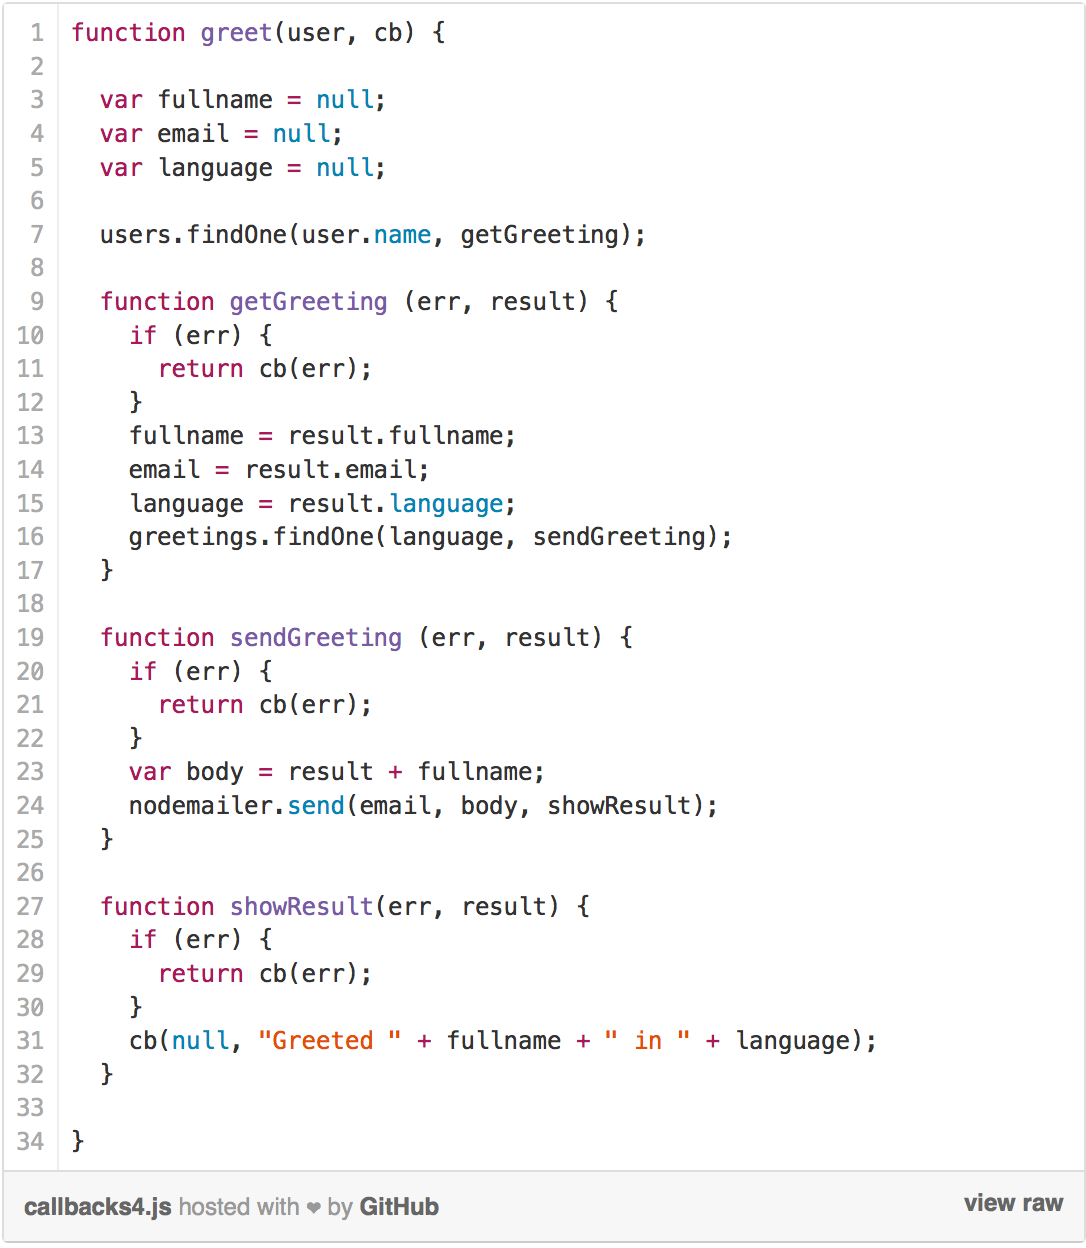 1 function greet(user, cb) {
2
3   var fullname = null;
4   var email = null;
5   var language = null;
6
7   users.findOne(user.name, getGreeting);
8
9   function getGreeting (err, result) {
10     if (err) {
11       return cb(err);
12     }
13     fullname = result.fullname;
14     email = result.email;
15     language = result.language;
16     greetings.findOne(language, sendGreeting);
17   }
18
19   function sendGreeting (err, result) {
20     if (err) {
21       return cb(err);
22     }
23     var body = result + fullname;
24     nodemailer.send(email, body, showResult);
25   }
26
27   function showResult(err, result) {
28     if (err) {
29       return cb(err);
30     }
31     cb(null, "Greeted " + fullname + " in " + language);
32   }
33
34 }
callbacks4.js hosted with ❤ by GitHub view raw